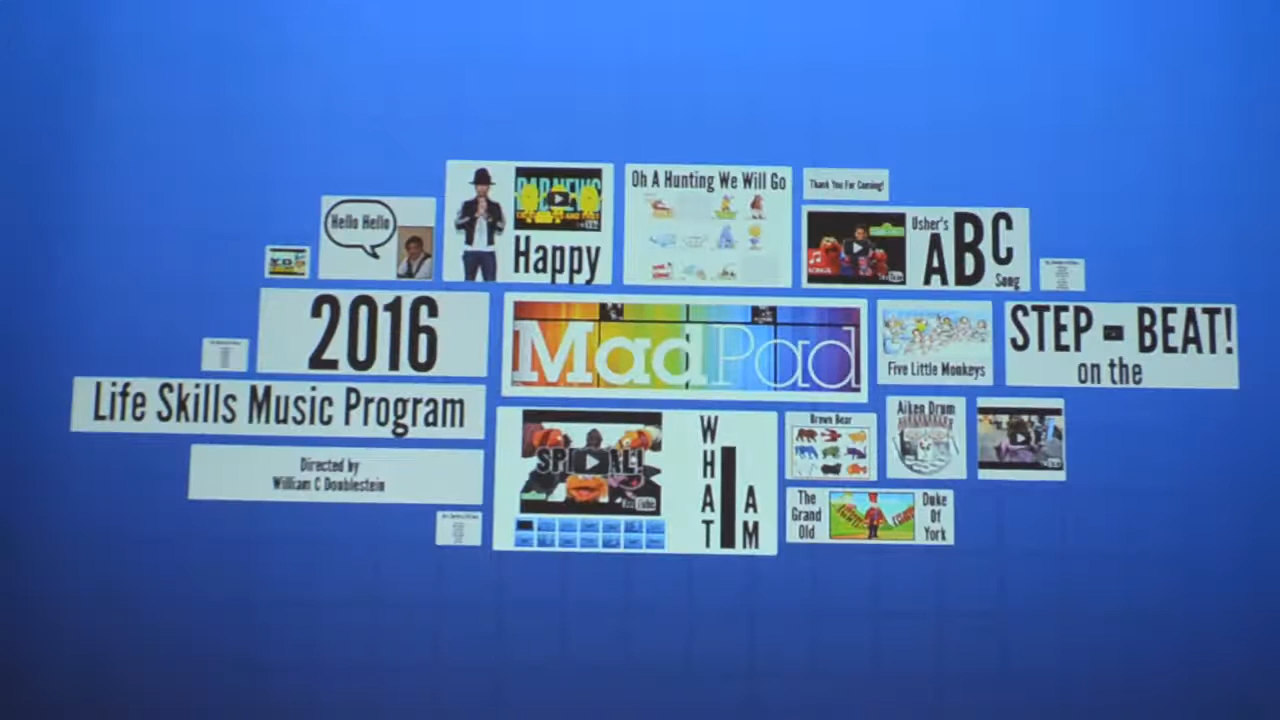 Oh A Hunting We Will Go
Thank You For Coming!
Hello Hello
Happy
Usher's
ABC
Song
SONGS
2016
MadPad
Five Little Monkeys
STEP - BEAT!
on the
Life Skills Music Program
Directed by
William C Doublestein
WHAT I AM
Brown Bear
Aiken Drum
The Grand Old
Duke Of York